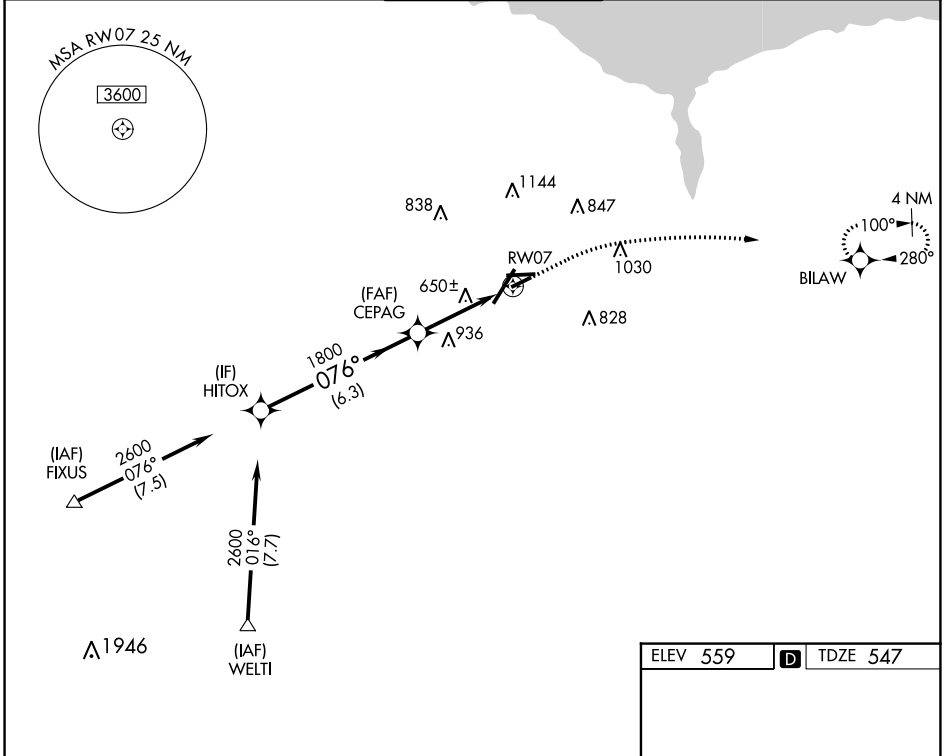 MSA RW07 25 NM
3600
1144
838
847
4 NM
100°
RW07
280°
1030
BILAW
650±
(FAF)
CEPAG
828
936
1800
076°
(6.3)
(IF)
HITOX
(IAF)
FIXUS
2600
076°
(7.5)
2600
016°
(7.7)
1946
(IAF)
WELTI
ELEV 559 D TDZE 547